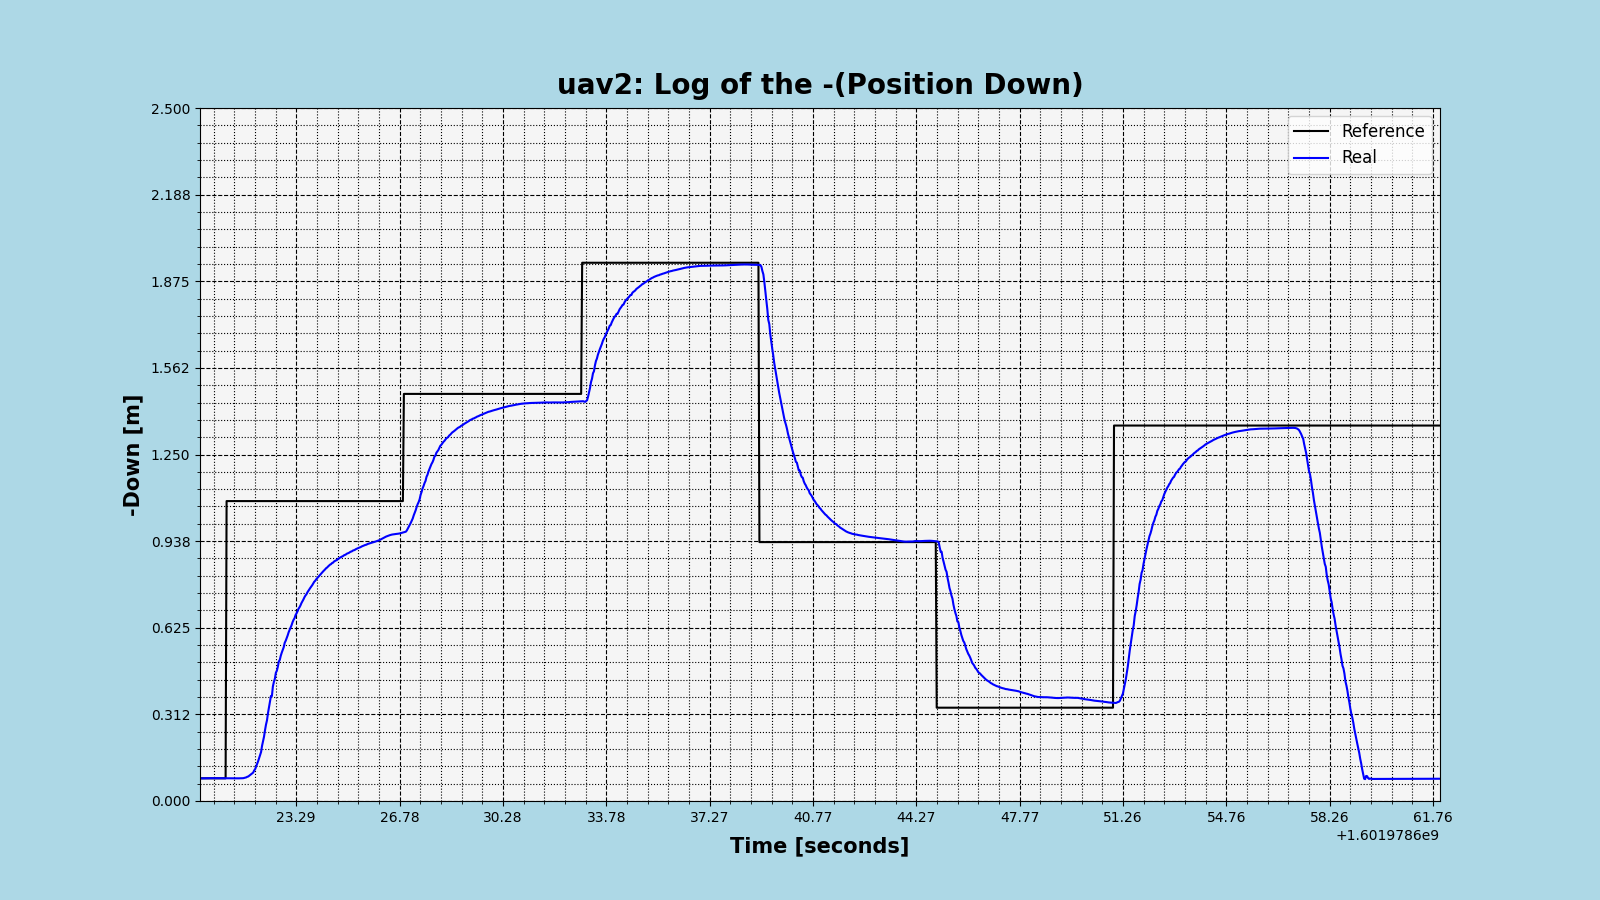 uav2: Log of the -(Position Down)
Reference
Real
2.500
2.188
1.875
1.562
1.250
0.938
0.625
0.312
0.000
-Down [m]
23.29 26.78 30.28 33.78 37.27 40.77 44.27 47.77 51.26 54.76 58.26 61.76
+1.6019786e9
Time [seconds]